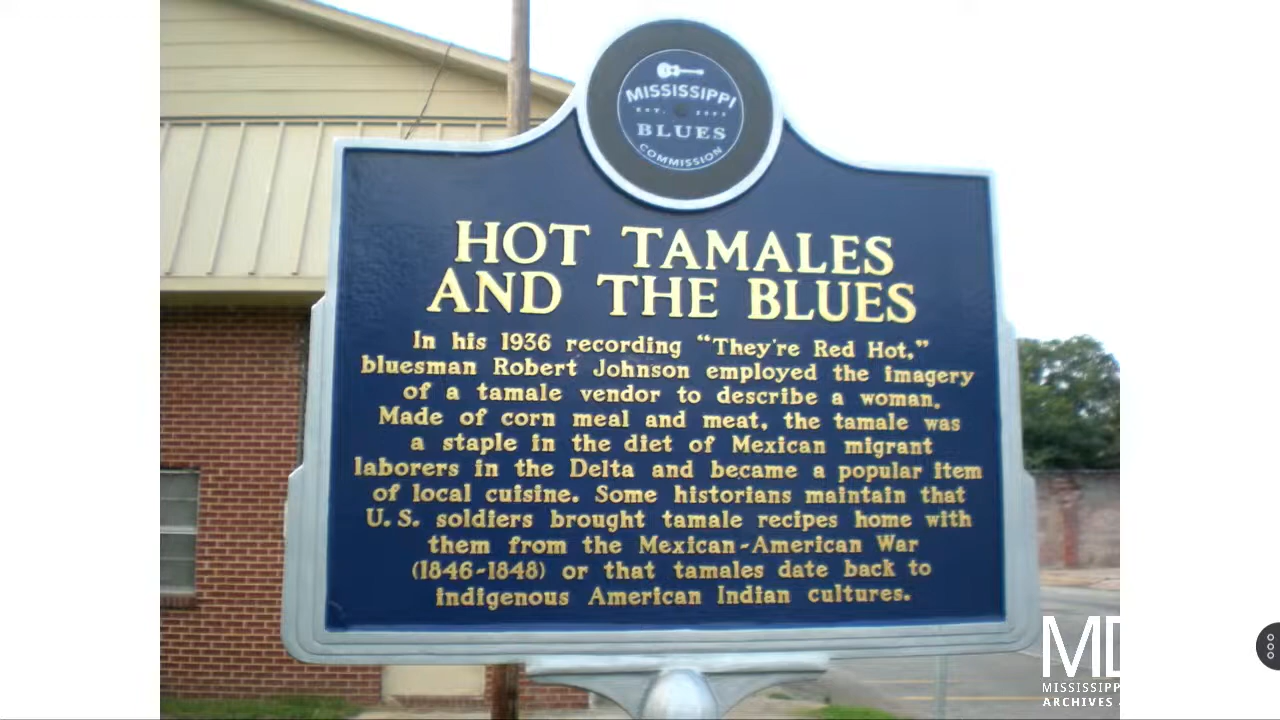 MISSISSIPPI
EST. 2003
BLUES
COMMISSION
HOT TAMALES
AND THE BLUES
In his 1936 recording “They're Red Hot,”
bluesman Robert Johnson employed the imagery
of a tamale vendor to describe a woman.
Made of corn meal and meat, the tamale was
a staple in the diet of Mexican migrant
laborers in the Delta and became a popular item
of local cuisine. Some historians maintain that
U.S. soldiers brought tamale recipes home with
them from the Mexican-American War
(1846-1848) or that tamales date back to
indigenous American Indian cultures.
MD
MISSISSIPP
ARCHIVES